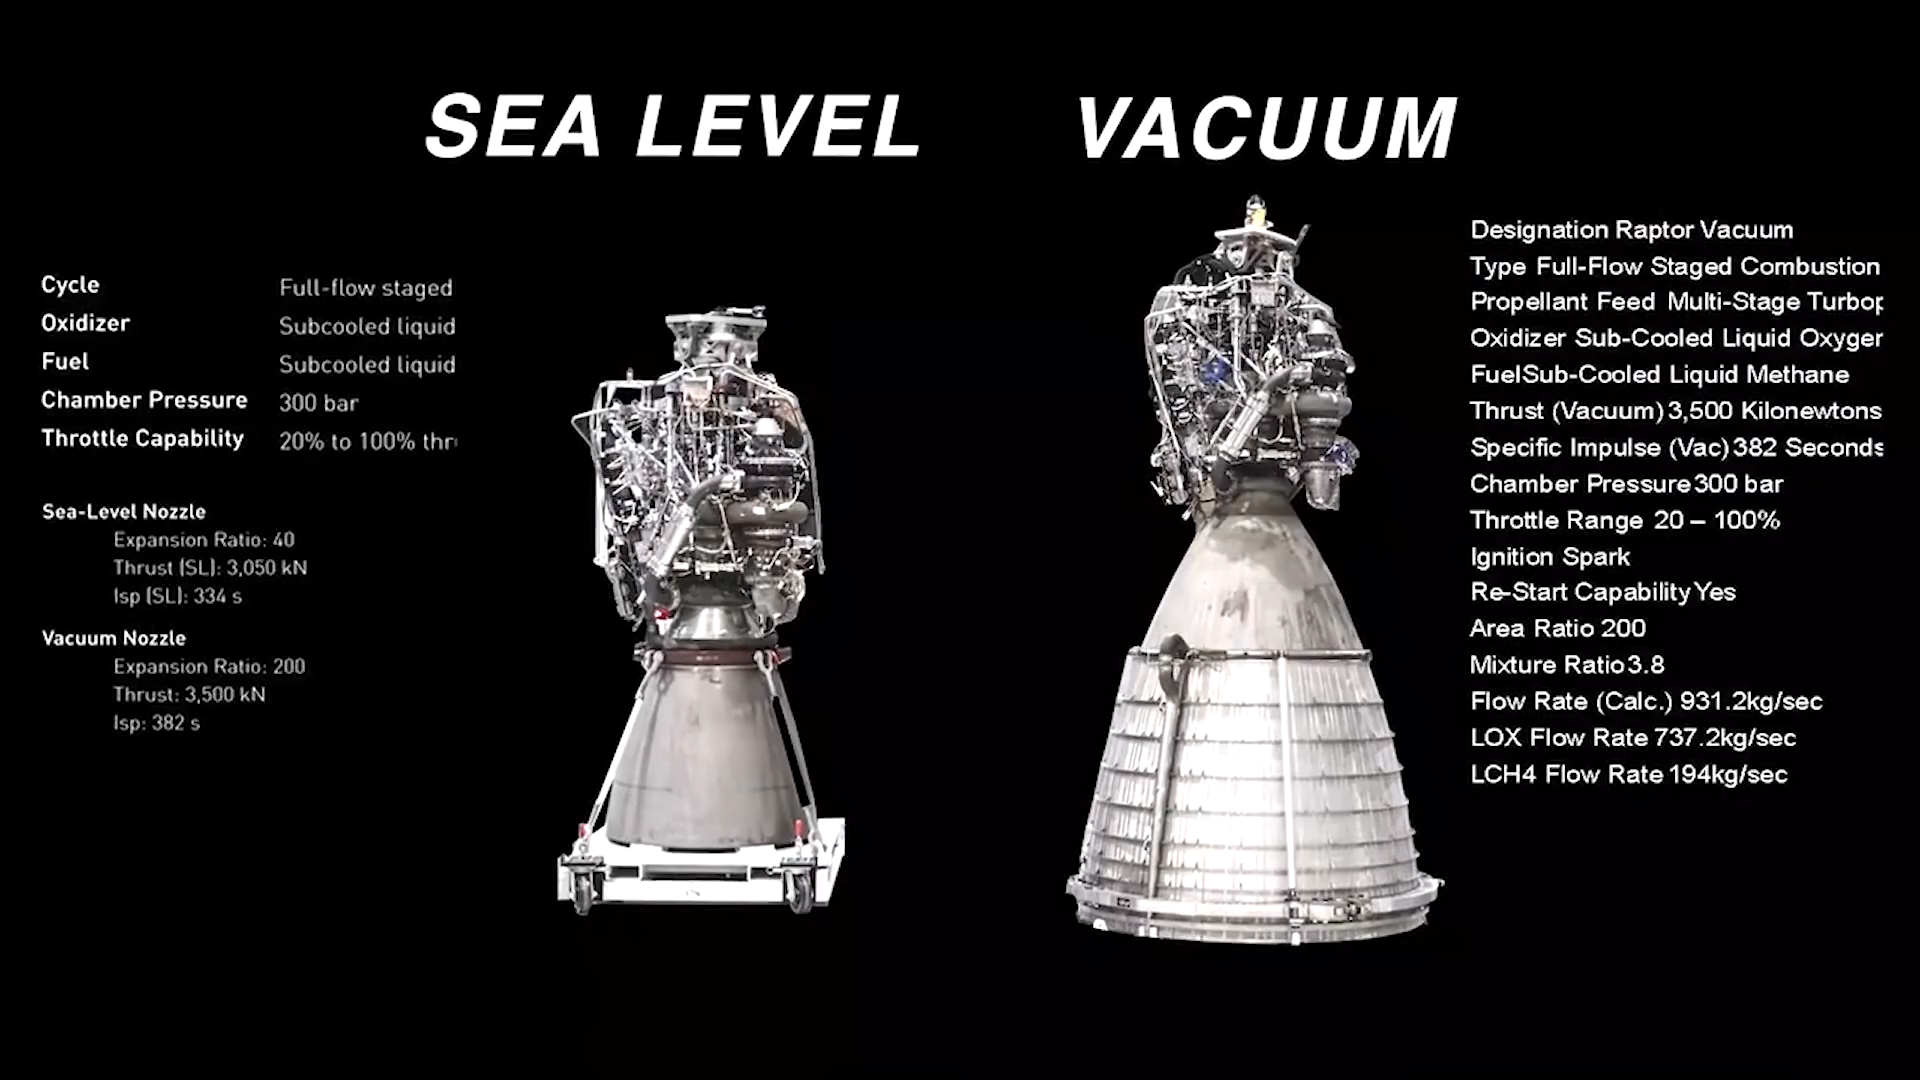 SEA LEVEL
VACUUM
Cycle Full-flow staged
Oxidizer Subcooled liquid
Fuel Subcooled liquid
Chamber Pressure 300 bar
Throttle Capability 20% to 100%
Sea-Level Nozzle
Expansion Ratio: 40
Thrust (SL): 3,050 kN
Isp (SL): 334 s
Vacuum Nozzle
Expansion Ratio: 200
Thrust: 3,500 kN
Isp: 382 s
Designation Raptor Vacuum
Type Full-Flow Staged Combustion
Propellant Feed Multi-Stage
Oxidizer Sub-Cooled Liquid
FuelSub-Cooled Liquid Methane
Thrust (Vacuum) 3,500 Kilonewtons
Specific Impulse (Vac) 382 Seconds
Chamber Pressure 300 bar
Throttle Range 20 – 100%
Ignition Spark
Re-Start Capability Yes
Area Ratio 200
Mixture Ratio 3.8
Flow Rate (Calc.) 931.2kg/sec
LOX Flow Rate 737.2kg/sec
LCH4 Flow Rate 194kg/sec